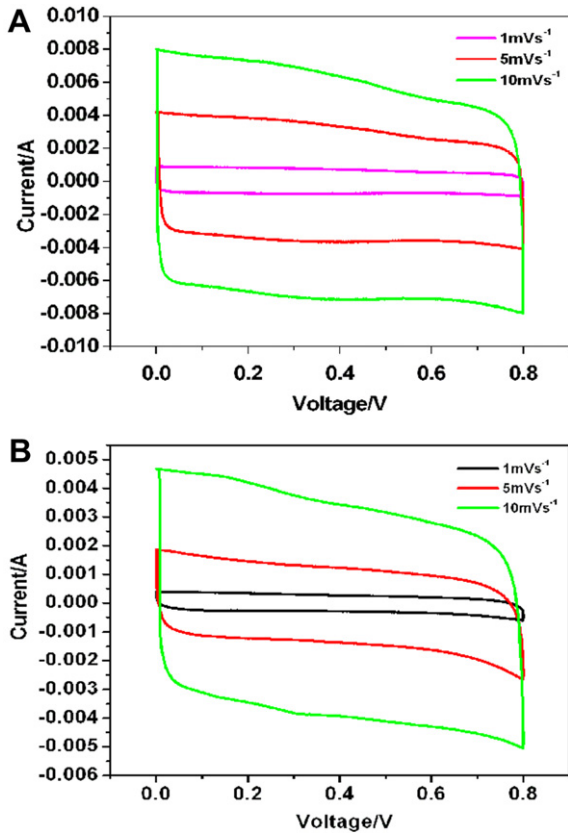 A
1mVs⁻¹
5mVs⁻¹
10mVs⁻¹
0.010
0.008
0.006
0.004
0.002
0.000
-0.002
-0.004
-0.006
-0.008
-0.010
Current/A
0.0 0.2 0.4 0.6 0.8
Voltage/V
B
1mVs⁻¹
5mVs⁻¹
10mVs⁻¹
0.005
0.004
0.003
0.002
0.001
0.000
-0.001
-0.002
-0.003
-0.004
-0.005
-0.006
Current/A
0.0 0.2 0.4 0.6 0.8
Voltage/V